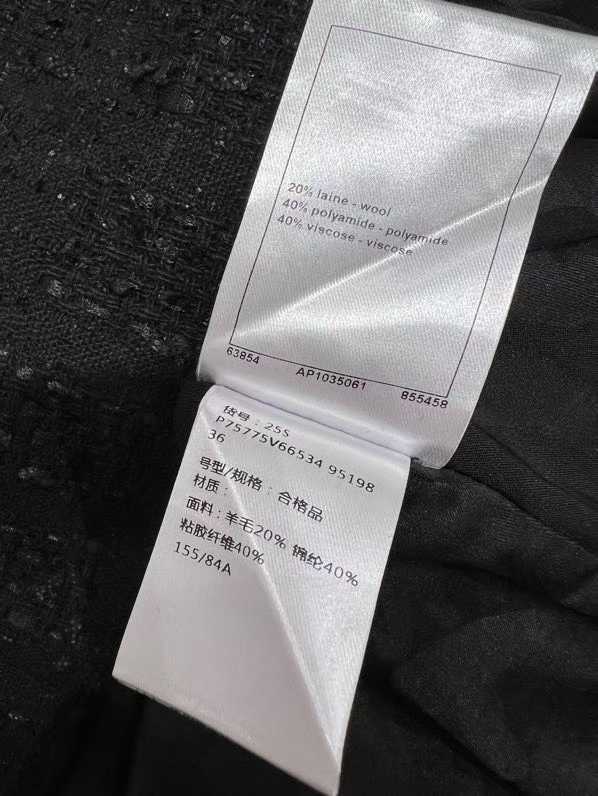 20% laine - wool
40% polyamide - polyamide
40% viscose - viscose
63854 AP1035061 855458
货号：25S
P75775V66534 95198
36
号型/规格：合格品
材质：
面料：羊毛20% 锦纶40%
粘胶纤维40%
155/84A